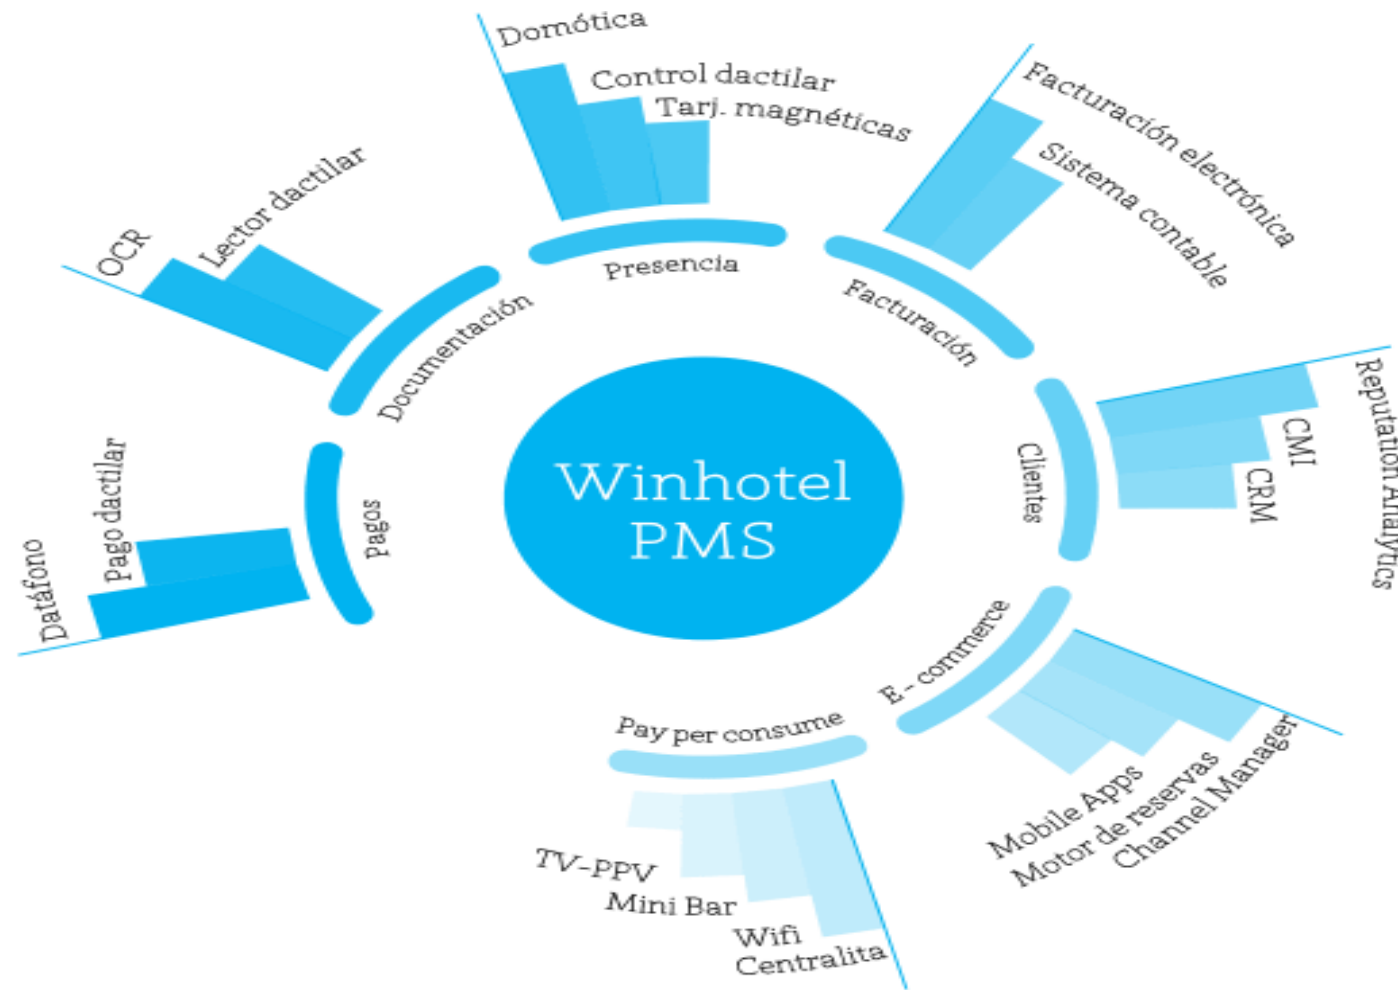 Domótica
Control dactilar
Tarj. magnéticas
Presencia
Facturación electrónica
Sistema contable
Facturación
Reputation Analytics
CMI
CRM
Clientes
E - commerce
Mobile Apps
Motor de reservas
Channel Manager
Pay per consume
TV-PPV
Mini Bar
Wifi
Centralita
Pagos
Pago dactilar
Datáfono
Documentación
OCR
Lector dactilar
Winhotel
PMS